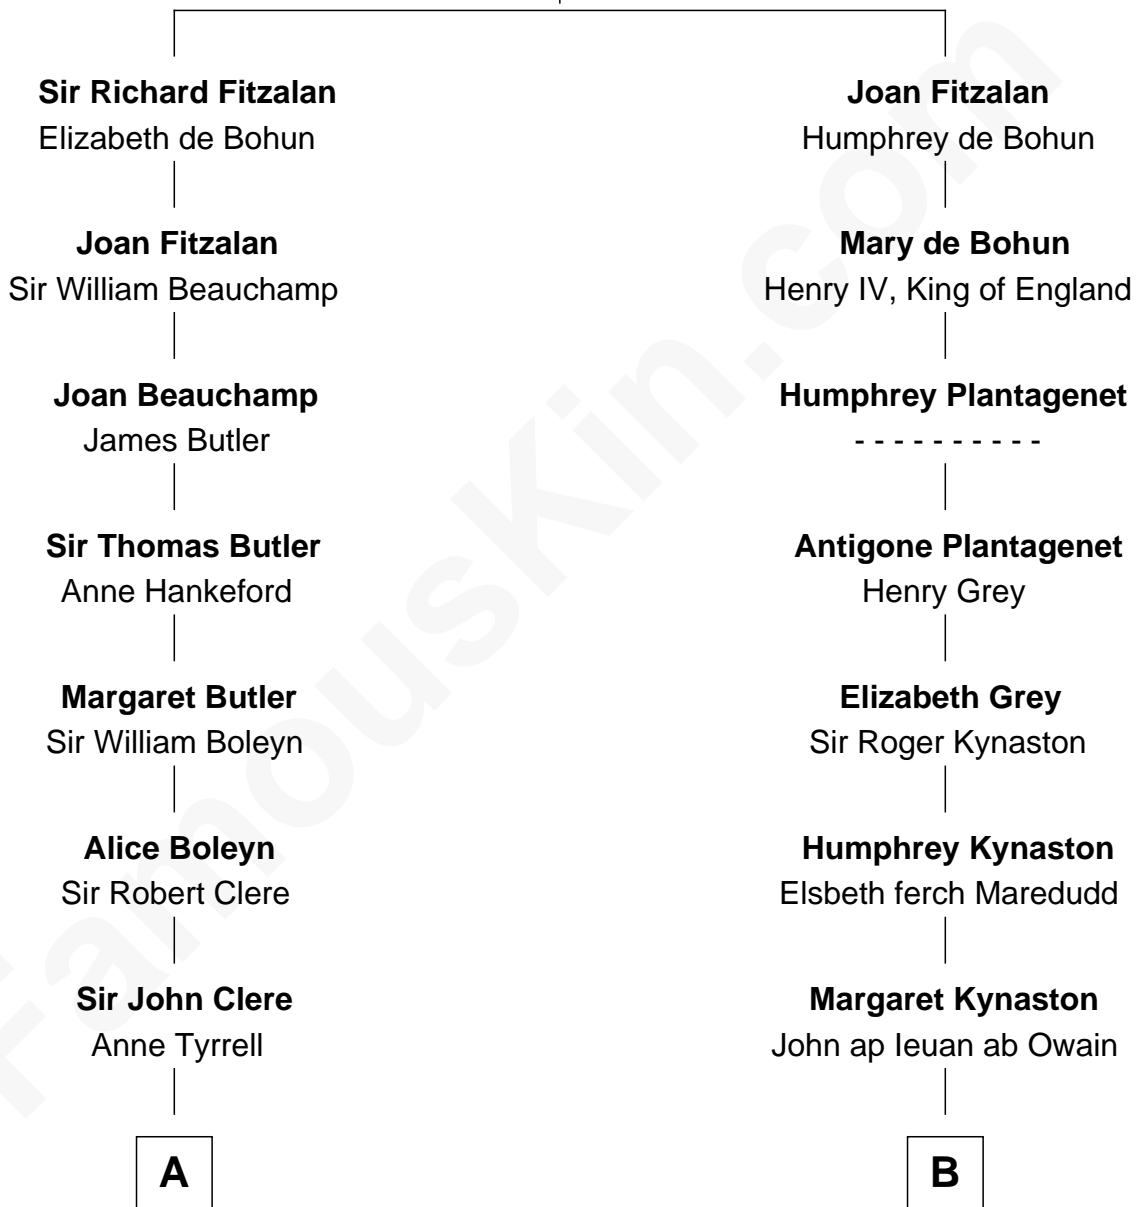 Sir Richard Fitzalan
Elizabeth de Bohun
Joan Fitzalan
Sir William Beauchamp
Joan Beauchamp
James Butler
Sir Thomas Butler
Anne Hankeford
Margaret Butler
Sir William Boleyn
Alice Boleyn
Sir Robert Clere
Sir John Clere
Anne Tyrrell
A
Joan Fitzalan
Humphrey de Bohun
Mary de Bohun
Henry IV, King of England
Humphrey Plantagenet
- - - - - - - - - -
Antigone Plantagenet
Henry Grey
Elizabeth Grey
Sir Roger Kynaston
Humphrey Kynaston
Elsbeth ferch Maredudd
Margaret Kynaston
John ap Ieuan ab Owain
B
FamousKin.com